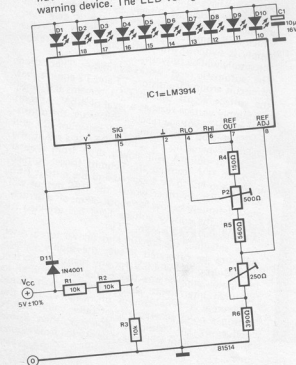 warning device. The LED
D1 D2 D3 D4 D5 D6 D7 D8 D9 D10 C1
10µ
16V
1 18 17 16 15 14 13 12 11 10
IC1=LM3914
V+ SIG IN ⊥ RLO RHI REF OUT REF ADJ
3 5 2 4 6 7 8
R4
150Ω
P2
500Ω
R5
560Ω
P1
250Ω
R6
390Ω
D11
1N4001
VCC
5V±10%
R1
10k
R2
10k
R3
10k
0
81514